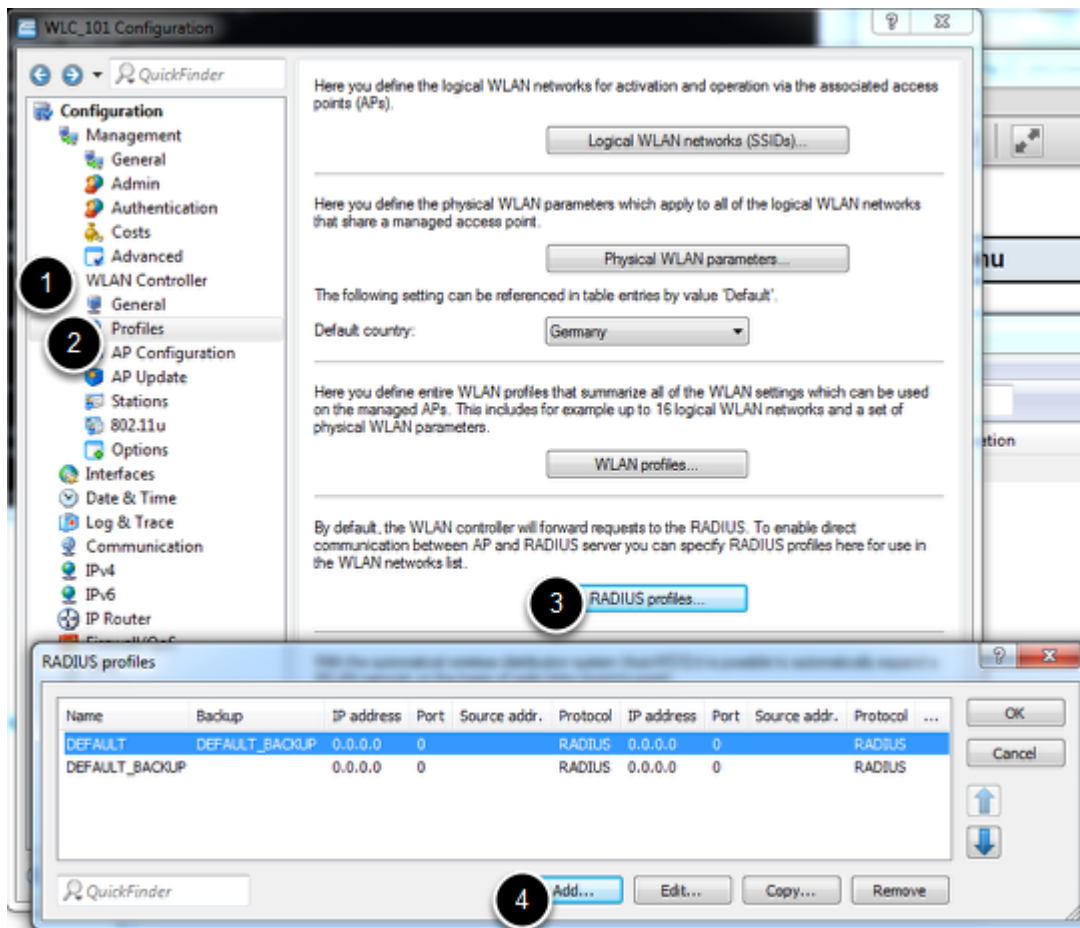 WLC_101 Configuration
QuickFinder
Configuration
Management
General
Admin
Authentication
Costs
Advanced
1
WLAN Controller
General
2
Profiles
AP Configuration
AP Update
Stations
802.11u
Options
Interfaces
Date & Time
Log & Trace
Communication
IPv4
IPv6
IP Router
Firewall/QoS
Here you define the logical WLAN networks for activation and operation via the associated access
points (APs).
Logical WLAN networks (SSIDs)...
Here you define the physical WLAN parameters which apply to all of the logical WLAN networks
that share a managed access point.
Physical WLAN parameters...
The following setting can be referenced in table entries by value 'Default'.
Default country: Germany
Here you define entire WLAN profiles that summarize all of the WLAN settings which can be used
on the managed APs. This includes for example up to 16 logical WLAN networks and a set of
physical WLAN parameters.
WLAN profiles...
By default, the WLAN controller will forward requests to the RADIUS. To enable direct
communication between AP and RADIUS server you can specify RADIUS profiles here for use in
the WLAN networks list.
3
RADIUS profiles...
nu
ation
RADIUS profiles
Name Backup IP address Port Source addr. Protocol IP address Port Source addr. Protocol ...
DEFAULT DEFAULT_BACKUP 0.0.0.0 0 RADIUS 0.0.0.0 0 RADIUS
DEFAULT_BACKUP 0.0.0.0 0 RADIUS 0.0.0.0 0 RADIUS
OK
Cancel
QuickFinder
4
Add... Edit... Copy... Remove